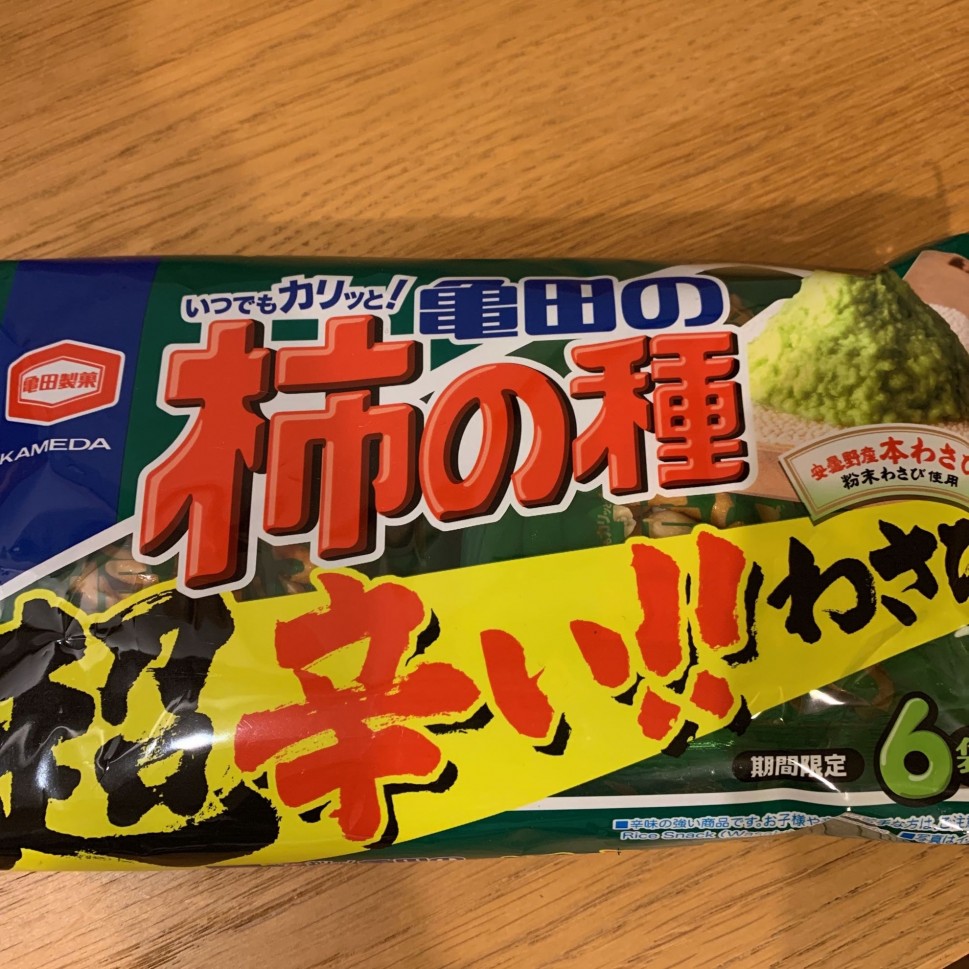 いつでもカリッと!
亀田の
柿の種
亀田製菓
KAMEDA
安曇野産本わさび
粉末わさび使用
超辛い!!わさび
期間限定
6袋
■辛味の強い商品です。お子様や
Rice Snack